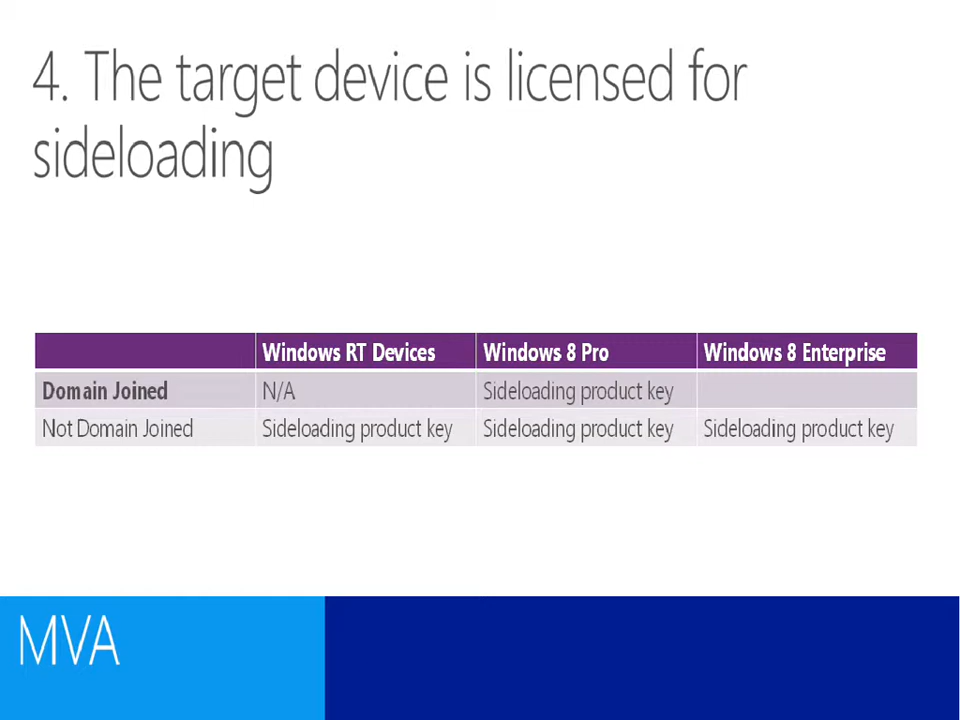 4. The target device is licensed for
sideloading
Windows RT Devices Windows 8 Pro Windows 8 Enterprise
Domain Joined N/A Sideloading product key
Not Domain Joined Sideloading product key Sideloading product key Sideloading product key
MVA